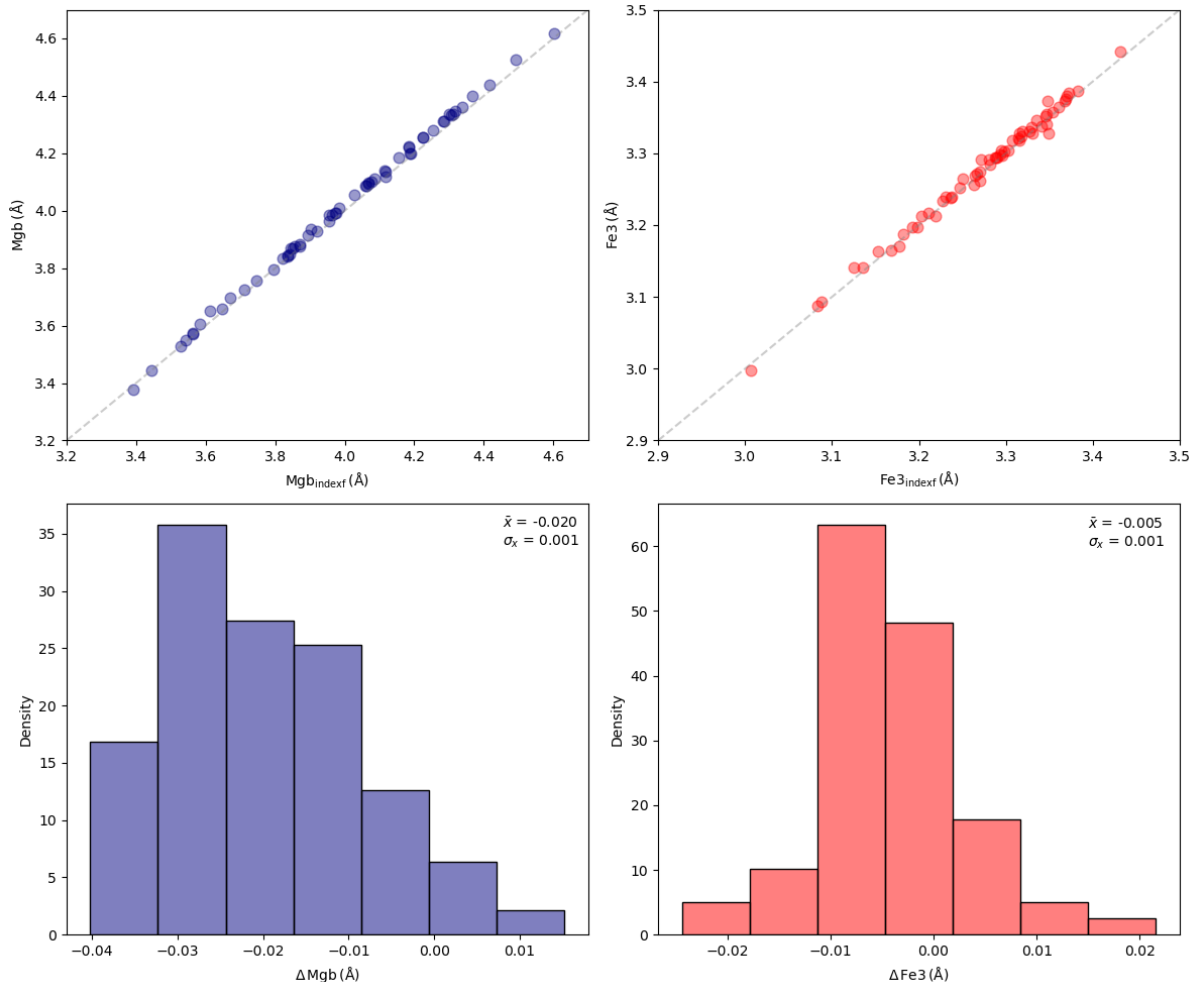 4.6
4.4
4.2
4.0
3.8
3.6
3.4
3.2
Mgb (Å)
3.2 3.4 3.6 3.8 4.0 4.2 4.4 4.6
Mgb_indexf (Å)
3.5
3.4
3.3
3.2
3.1
3.0
2.9
Fe3 (Å)
2.9 3.0 3.1 3.2 3.3 3.4 3.5
Fe3_indexf (Å)
x̄ = -0.020
σ_x = 0.001
35
30
25
20
15
10
5
0
Density
−0.04 −0.03 −0.02 −0.01 0.00 0.01
Δ Mgb (Å)
x̄ = -0.005
σ_x = 0.001
60
50
40
30
20
10
0
Density
−0.02 −0.01 0.00 0.01 0.02
Δ Fe3 (Å)